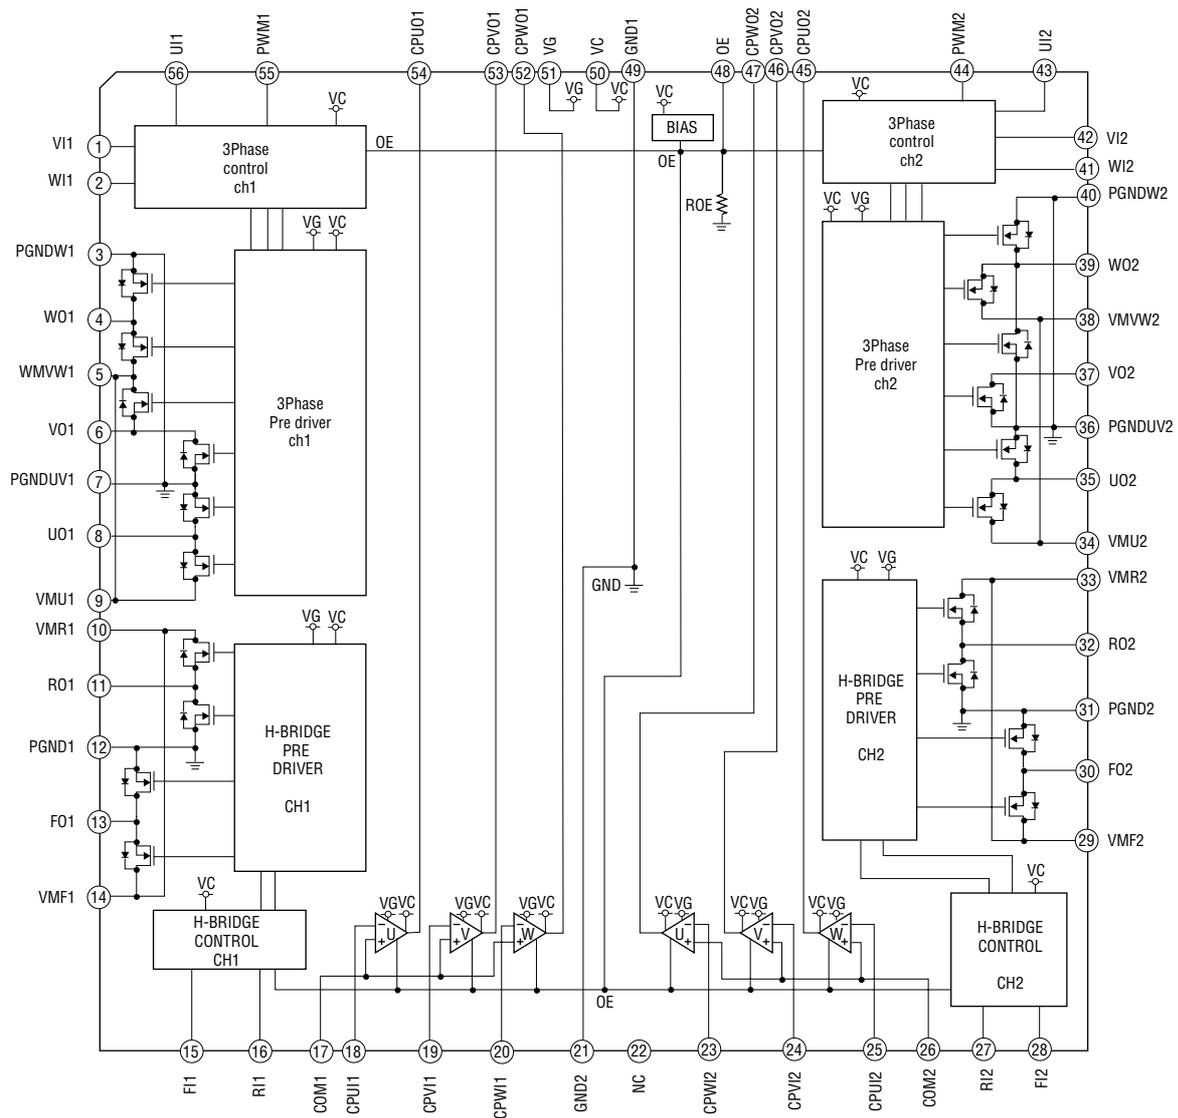 UI1
PWM1
CPUO1
CPVO1
CPWO1
VG
VC
GND1
OE
CPWO2
CPVO2
CPUO2
PWM2
UI2
56
55
54
53
52
51
50
49
48
47
46
45
44
43
VG
VC
VC
VC
VC
VI1
1
3Phase
control
ch1
OE
BIAS
OE
3Phase
control
ch2
42
VI2
WI1
2
41
WI2
ROE
40
PGNDW2
VG VC
VC VG
PGNDW1
3
39
WO2
WO1
4
38
VMVW2
WMVW1
5
3Phase
Pre driver
ch1
3Phase
Pre driver
ch2
37
VO2
VO1
6
36
PGNDUV2
PGNDUV1
7
35
UO2
UO1
8
34
VMU2
GND
VC VG
33
VMR2
VMU1
9
VG VC
VMR1
10
32
RO2
RO1
11
H-BRIDGE
PRE
DRIVER
CH2
31
PGND2
PGND1
12
H-BRIDGE
PRE
DRIVER
CH1
30
FO2
FO1
13
29
VMF2
VMF1
14
VC
VC
VGVC
VGVC
VGVC
VCVG
VCVG
VCVG
H-BRIDGE
CONTROL
CH1
− U +
− V +
− W +
U − +
V − +
W − +
H-BRIDGE
CONTROL
CH2
OE
15
16
17
18
19
20
21
22
23
24
25
26
27
28
FI1
RI1
COM1
CPUI1
CPVI1
CPWI1
GND2
NC
CPWI2
CPVI2
CPUI2
COM2
RI2
FI2